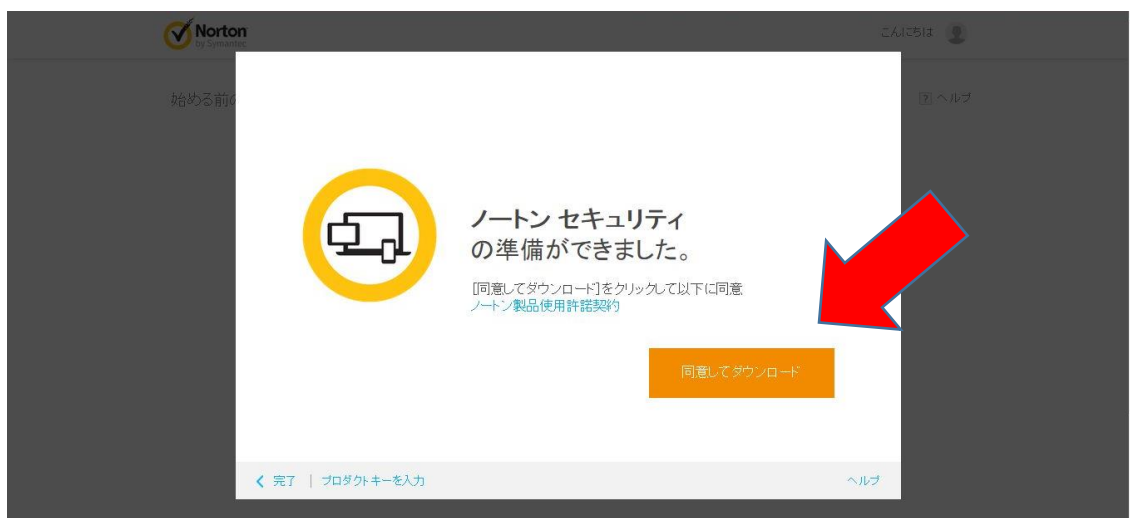 Norton
by Symantec
こんにちは
始める前の
? ヘルプ
ノートン セキュリティ
の準備ができました。
[同意してダウンロード]をクリックして以下に同意
ノートン製品使用許諾契約
同意してダウンロード
完了 | プロダクトキーを入力
ヘルプ